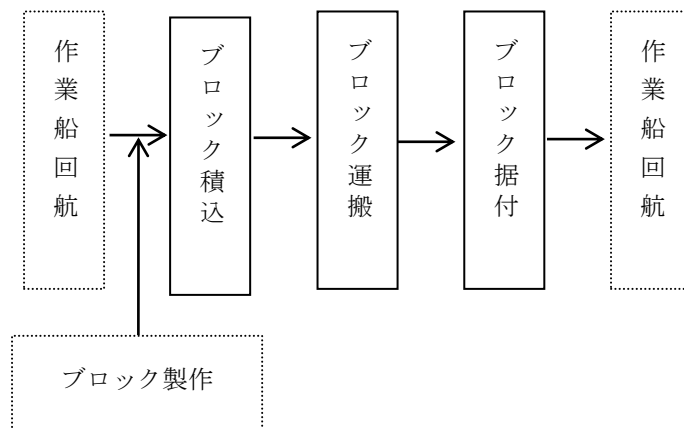 作業船回航
ブロック積込
ブロック運搬
ブロック据付
作業船回航
ブロック製作